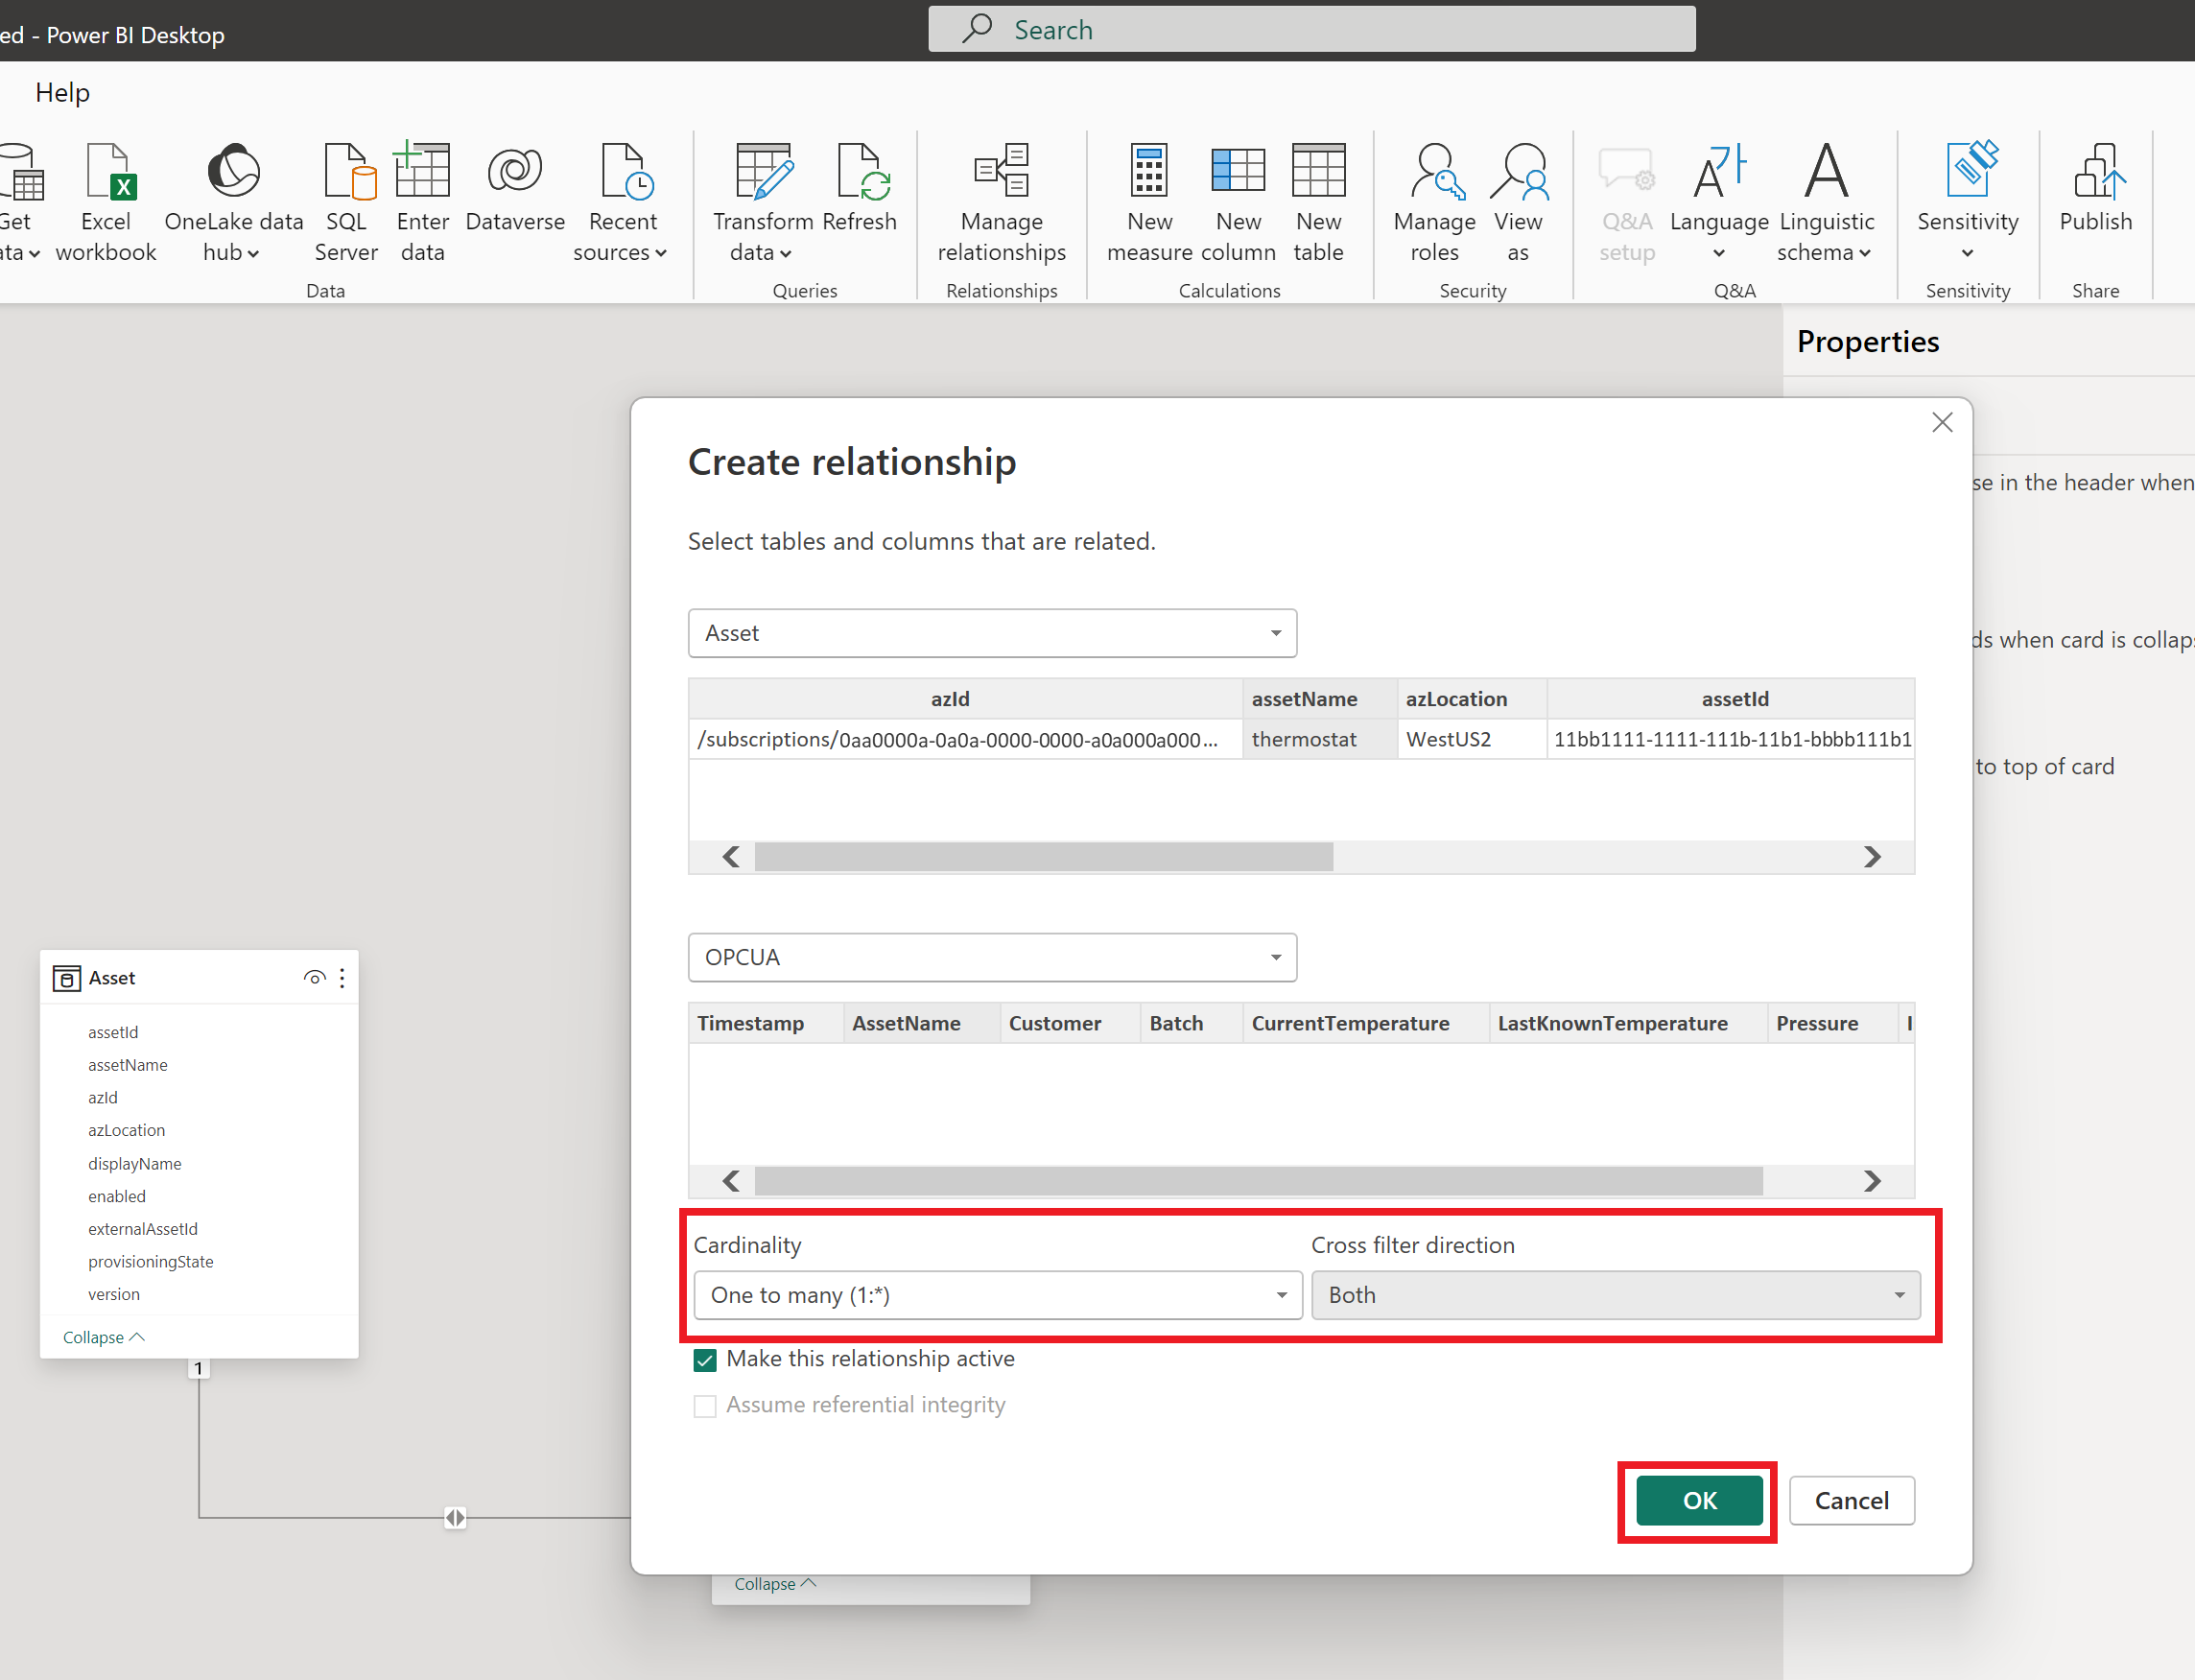 ed - Power BI Desktop
Search
Help
Get
ata
Excel
workbook
OneLake data
hub
SQL
Server
Enter
data
Dataverse
Recent
sources
Data
Transform
data
Refresh
Queries
Manage
relationships
Relationships
New
measure
New
column
New
table
Calculations
Manage
roles
View
as
Security
Q&A
setup
Language
Linguistic
schema
Q&A
Sensitivity
Sensitivity
Publish
Share
Properties
se in the header when
ds when card is collaps
to top of card
Create relationship
Select tables and columns that are related.
Asset
azId assetName azLocation assetId
/subscriptions/0aa0000a-0a0a-0000-0000-a0a000a000... thermostat WestUS2 11bb1111-1111-111b-11b1-bbbb111b1
OPCUA
Timestamp AssetName Customer Batch CurrentTemperature LastKnownTemperature Pressure I
Cardinality
One to many (1:*)
Cross filter direction
Both
Make this relationship active
Assume referential integrity
OK
Cancel
Asset
assetId
assetName
azId
azLocation
displayName
enabled
externalAssetId
provisioningState
version
Collapse
1
Collapse